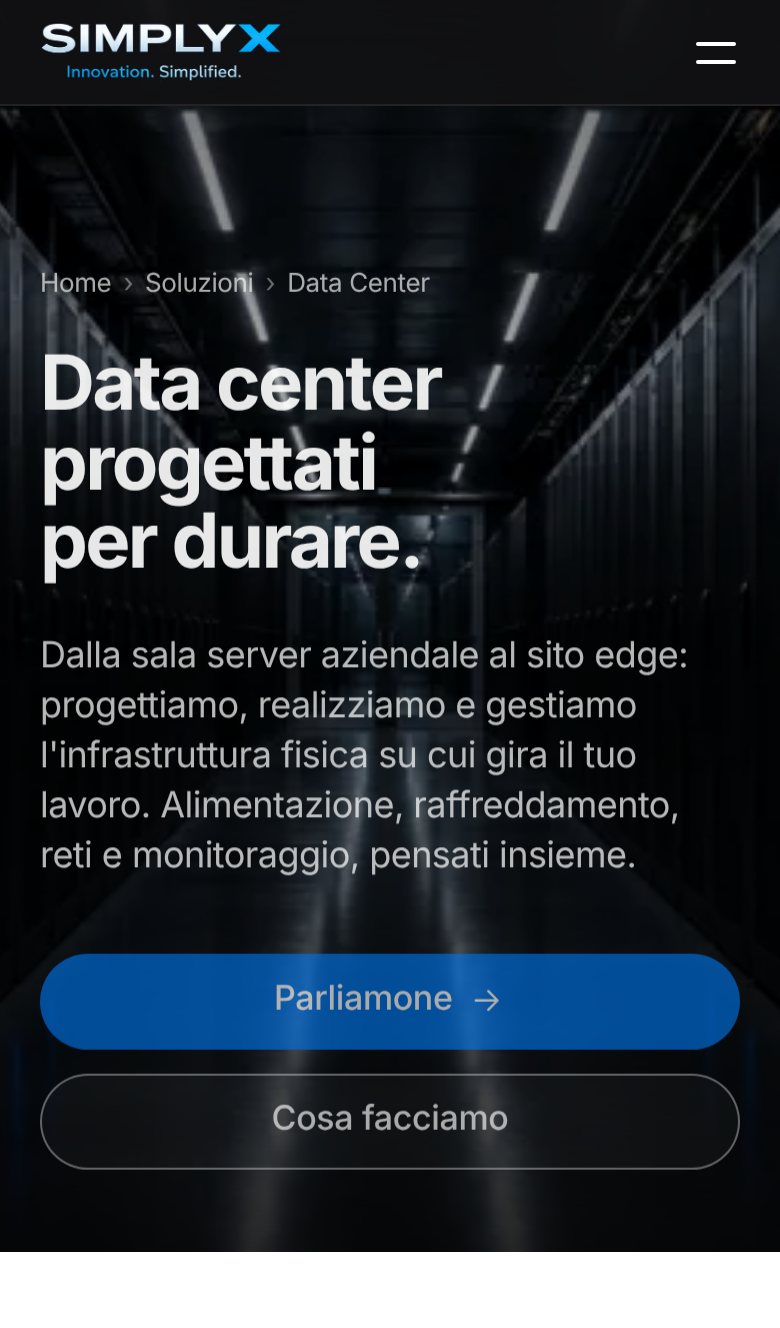 SIMPLYX
Innovation. Simplified.
Home › Soluzioni › Data Center
Data center
progettati
per durare.
Dalla sala server aziendale al sito edge:
progettiamo, realizziamo e gestiamo
l'infrastruttura fisica su cui gira il tuo
lavoro. Alimentazione, raffreddamento,
reti e monitoraggio, pensati insieme.
Parliamone →
Cosa facciamo